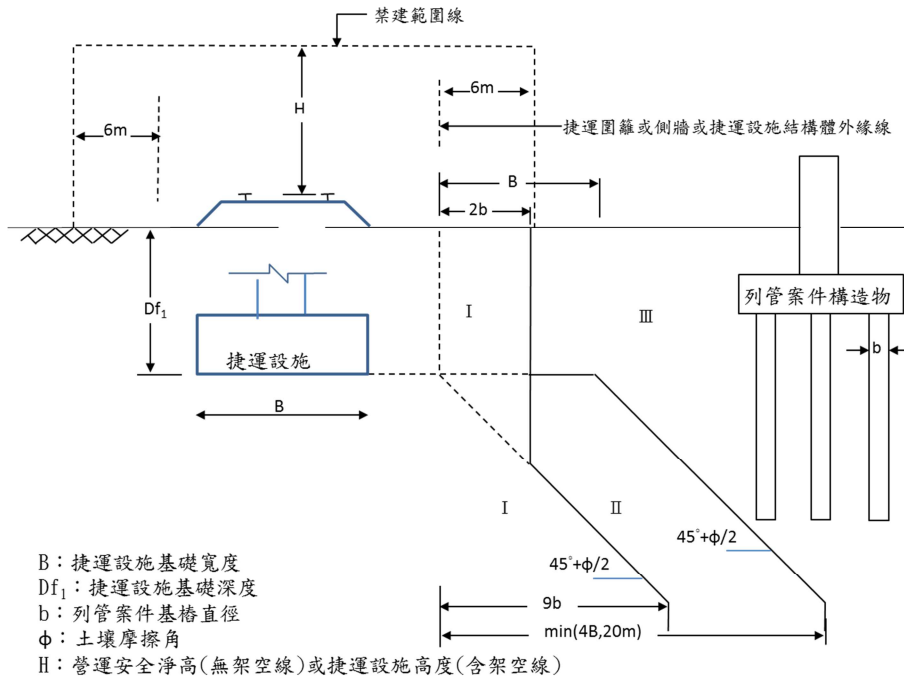 禁建範圍線
6m
H
6m
捷運圍籬或側牆或捷運設施結構體外緣線
B
2b
Df₁
I
III
列管案件構造物
b
捷運設施
B
I
II
45°+ϕ/2
45°+ϕ/2
9b
min(4B,20m)
B：捷運設施基礎寬度
Df₁：捷運設施基礎深度
b：列管案件基樁直徑
ϕ：土壤摩擦角
H：營運安全淨高(無架空線)或捷運設施高度(含架空線)